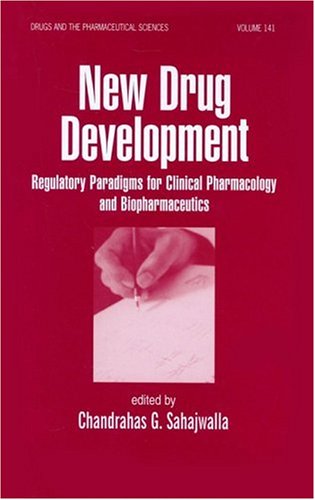 DRUGS AND THE PHARMACEUTICAL SCIENCES VOLUME 141
New Drug
Development
Regulatory Paradigms for Clinical Pharmacology
and Biopharmaceutics
edited by
Chandrahas G. Sahajwalla